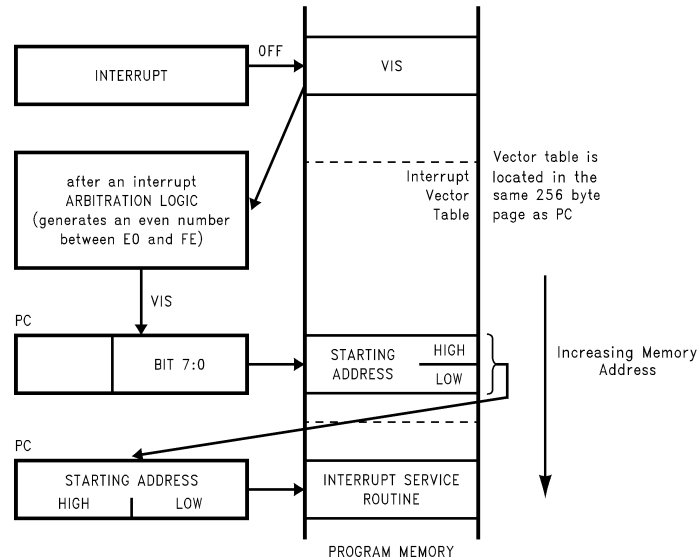 OFF
INTERRUPT
VIS
after an interrupt
ARBITRATION LOGIC
(generates an even number
between E0 and FE)
Interrupt
Vector
Table
Vector table is
located in the
same 256 byte
page as PC
VIS
PC
BIT 7:0
STARTING
ADDRESS
HIGH
LOW
Increasing Memory
Address
PC
STARTING ADDRESS
HIGH
LOW
INTERRUPT SERVICE
ROUTINE
PROGRAM MEMORY